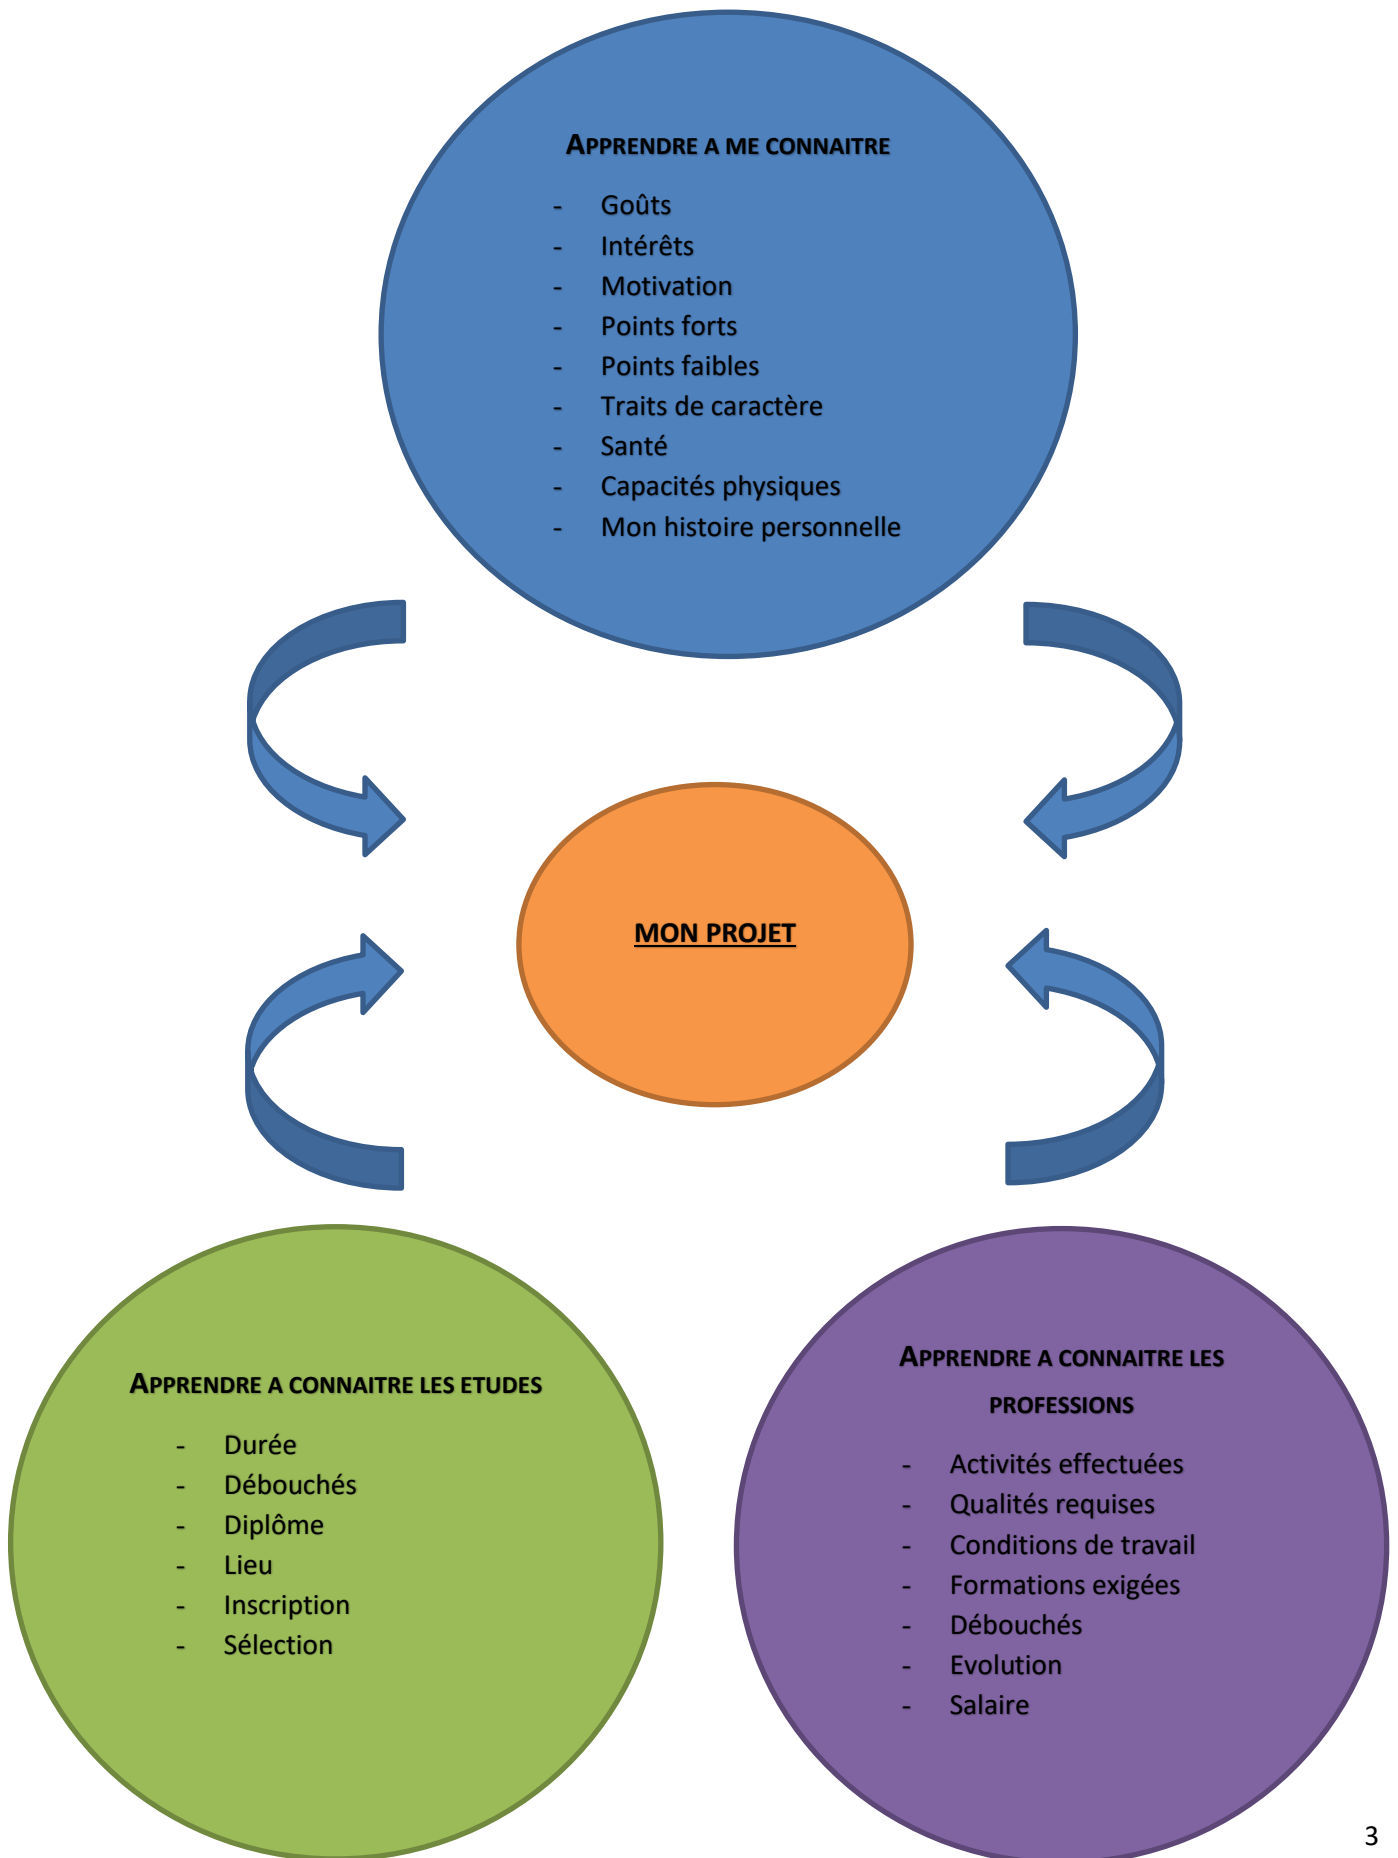 APPRENDRE A ME CONNAITRE
- Goûts
- Intérêts
- Motivation
- Points forts
- Points faibles
- Traits de caractère
- Santé
- Capacités physiques
- Mon histoire personnelle
MON PROJET
APPRENDRE A CONNAITRE LES ETUDES
- Durée
- Débouchés
- Diplôme
- Lieu
- Inscription
- Sélection
APPRENDRE A CONNAITRE LES
PROFESSIONS
- Activités effectuées
- Qualités requises
- Conditions de travail
- Formations exigées
- Débouchés
- Evolution
- Salaire
3